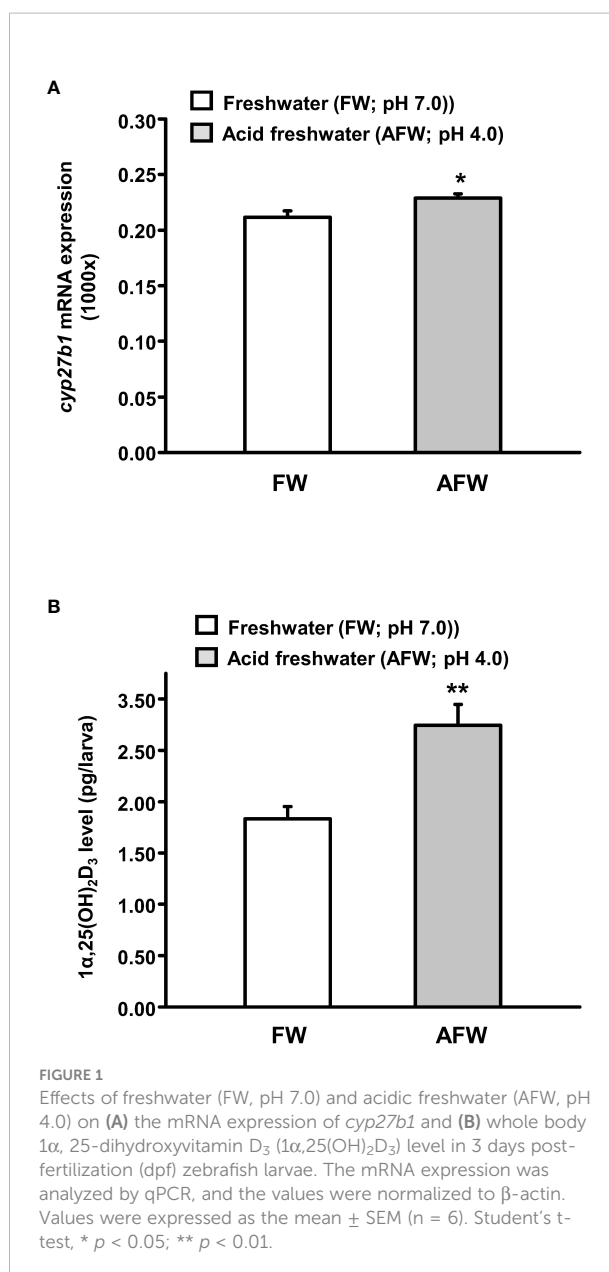 A
Freshwater (FW; pH 7.0))
Acid freshwater (AFW; pH 4.0)
cyp27b1 mRNA expression
(1000x)
0.30
0.25
0.20
0.15
0.10
0.05
0.00
*
FW
AFW
B
Freshwater (FW; pH 7.0))
Acid freshwater (AFW; pH 4.0)
1α,25(OH)₂D₃ level (pg/larva)
3.50
2.50
2.00
1.50
1.00
0.50
0.00
**
FW
AFW
FIGURE 1
Effects of freshwater (FW, pH 7.0) and acidic freshwater (AFW, pH
4.0) on (A) the mRNA expression of cyp27b1 and (B) whole body
1α, 25-dihydroxyvitamin D₃ (1α,25(OH)₂D₃) level in 3 days post-
fertilization (dpf) zebrafish larvae. The mRNA expression was
analyzed by qPCR, and the values were normalized to β-actin.
Values were expressed as the mean ± SEM (n = 6). Student’s t-
test, * p < 0.05; ** p < 0.01.